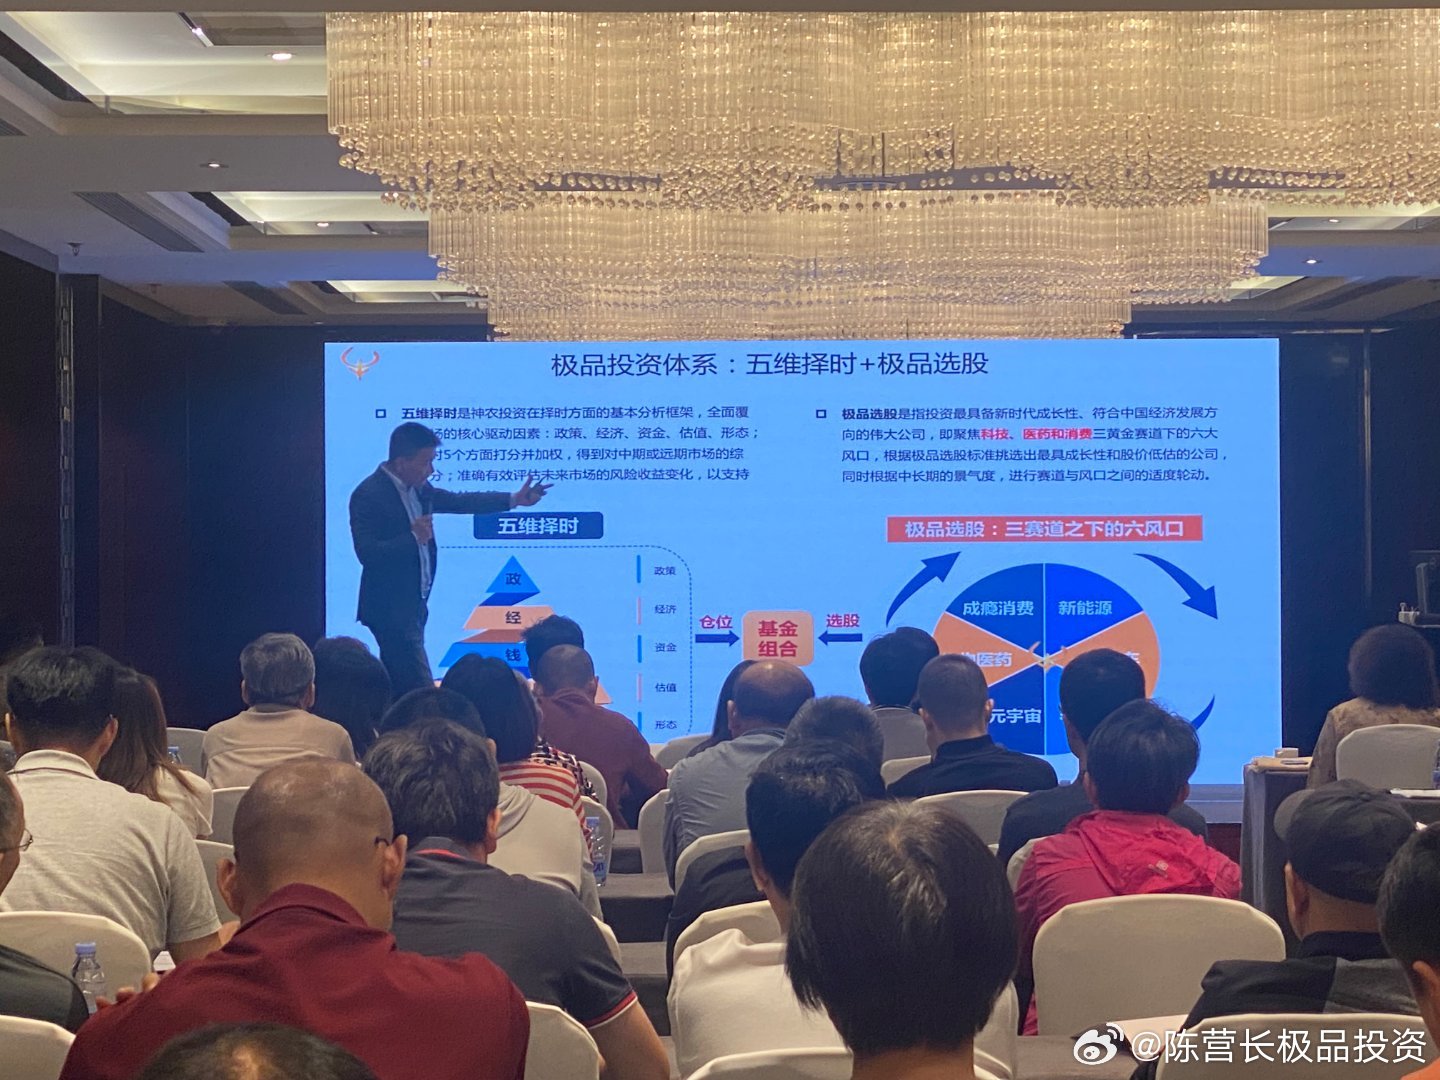 极品投资体系：五维择时+极品选股
五维择时是神农投资在择时方面的基本分析框架，全面覆
场的核心驱动因素：政策、经济、资金、估值、形态；
时5个方面打分并加权，得到对中期或远期市场的综
分；准确有效评估未来市场的风险收益变化，以支持
极品选股是指投资最具备新时代成长性、符合中国经济发展方
向的伟大公司，即聚焦科技、医药和消费三黄金赛道下的六大
风口，根据极品选股标准挑选出最具成长性和股价低估的公司，
同时根据中长期的景气度，进行赛道与风口之间的适度轮动。
五维择时
政
经
钱
政策
经济
资金
估值
形态
仓位
基金
组合
选股
极品选股：三赛道之下的六风口
成瘾消费
新能源
医药
元宇宙
@陈营长极品投资